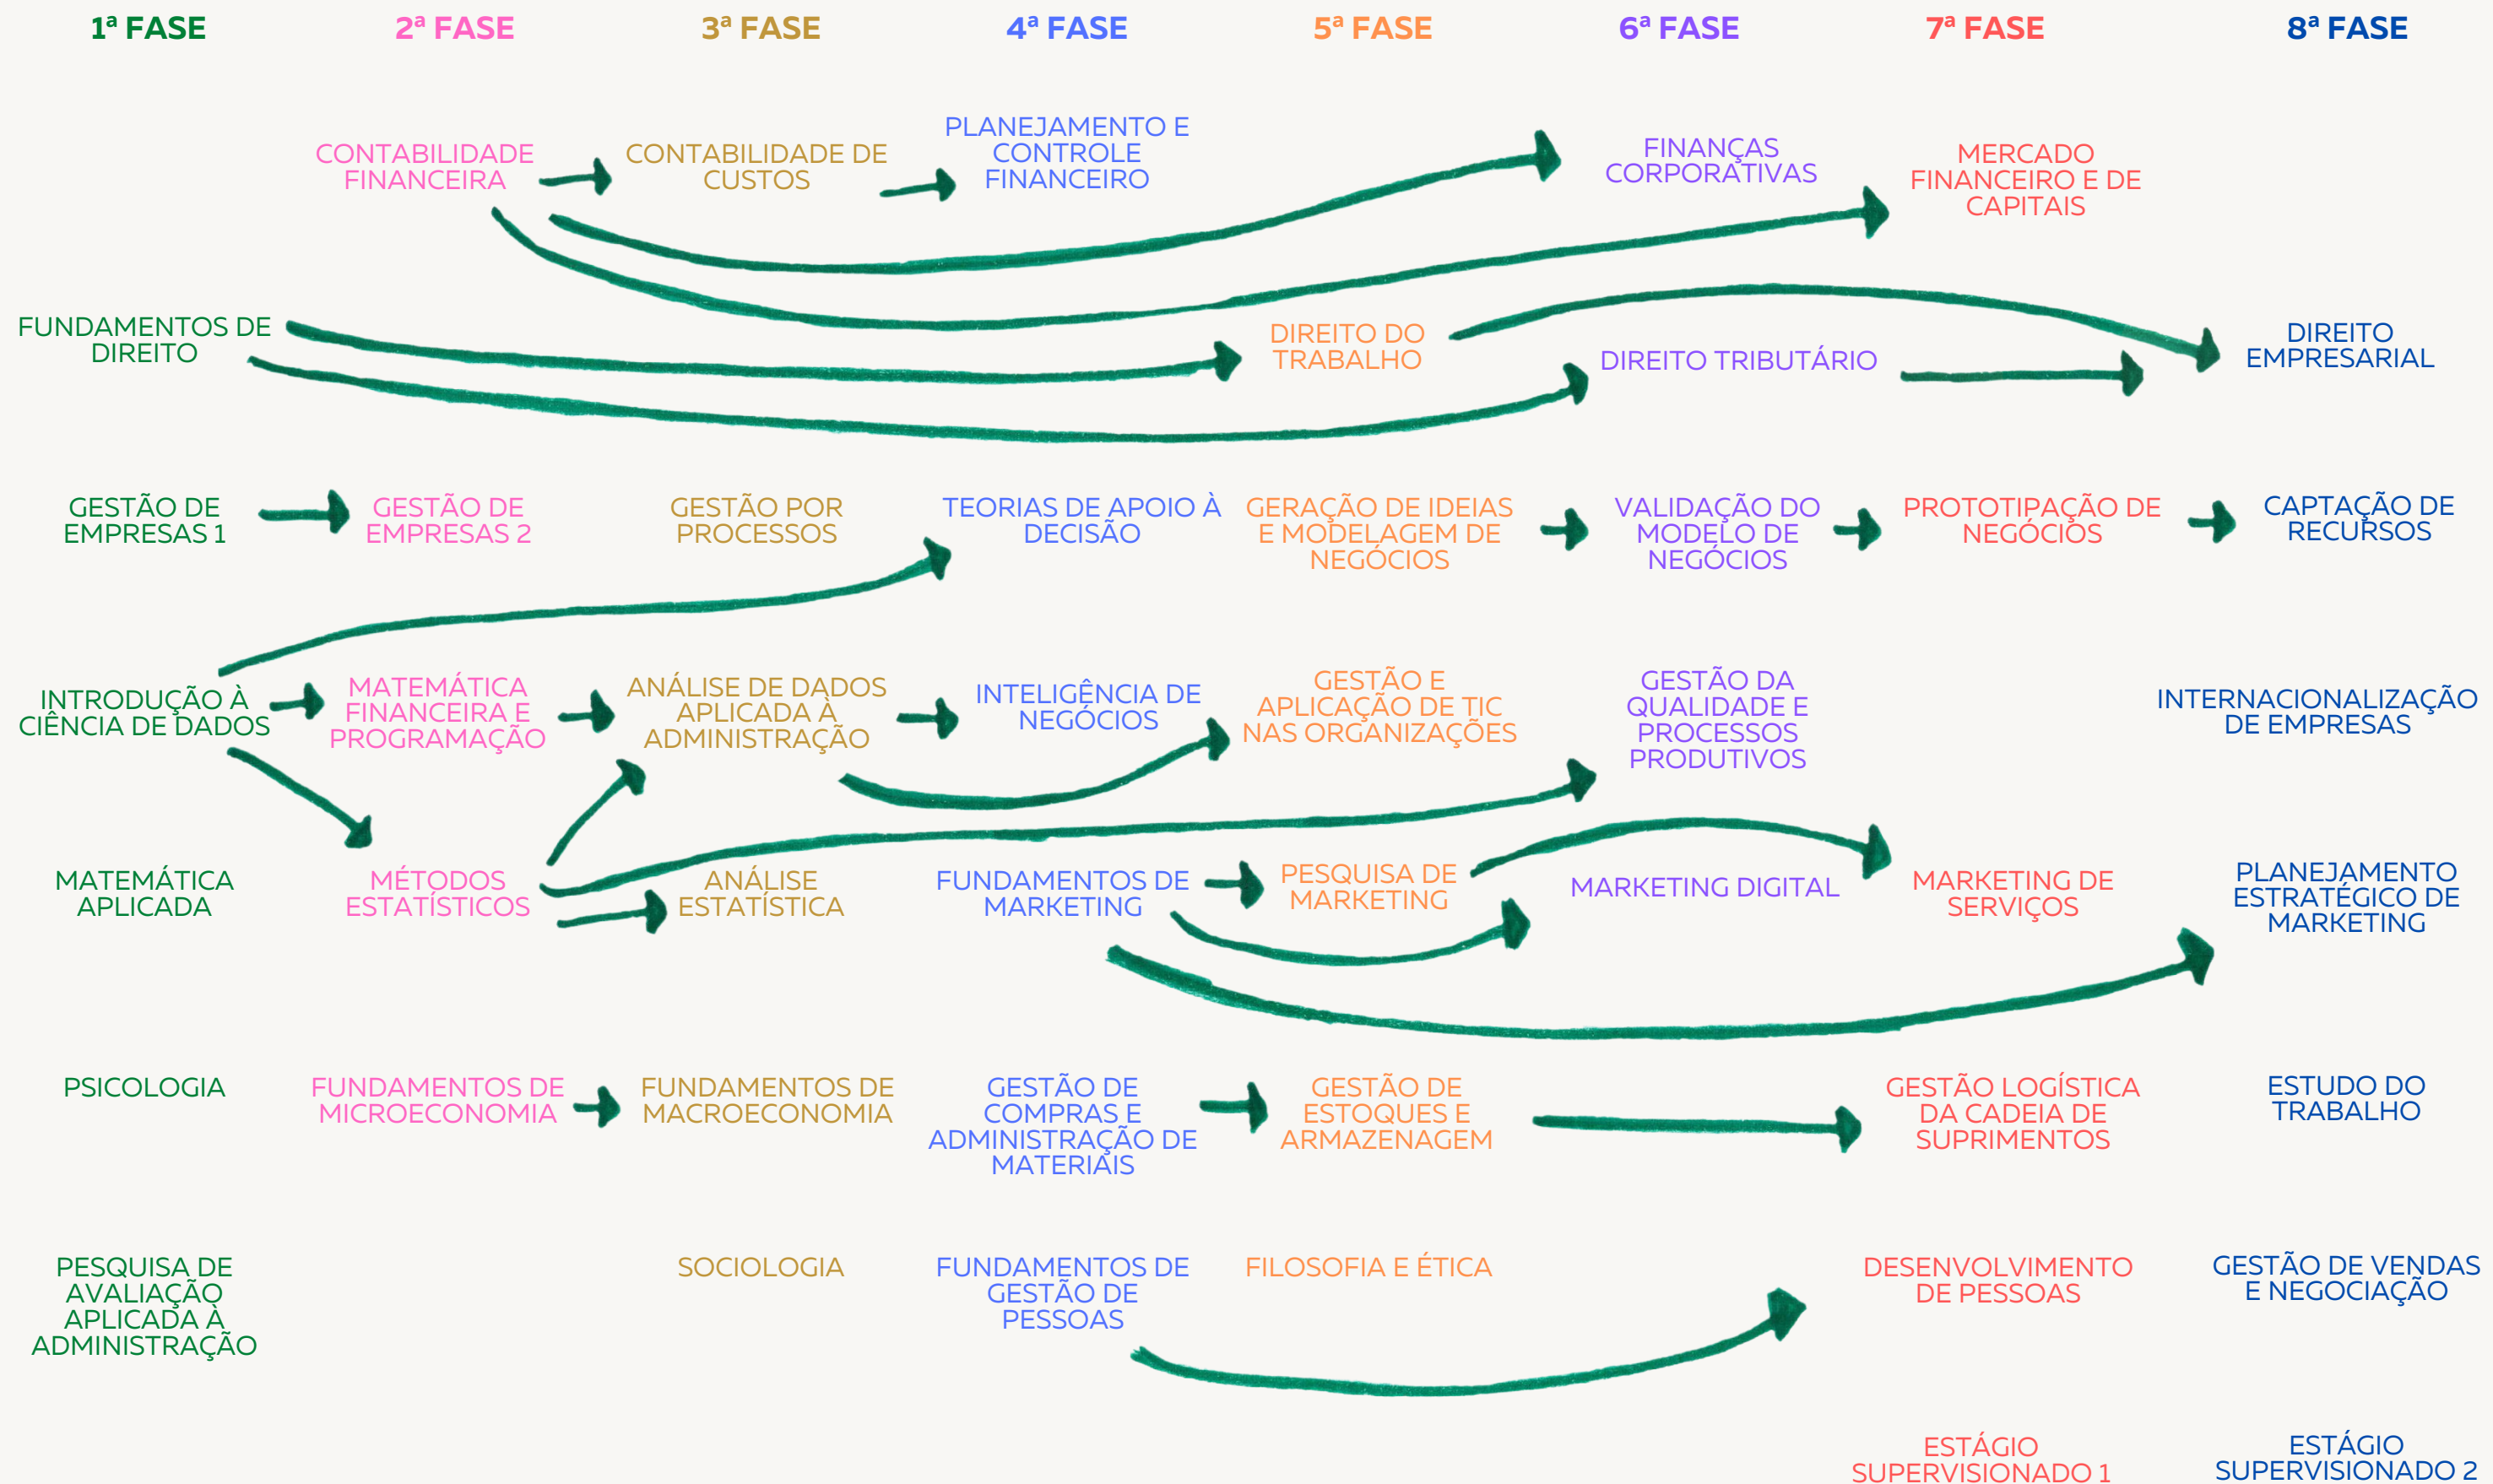 1ª FASE
2ª FASE
3ª FASE
4ª FASE
5ª FASE
6ª FASE
7ª FASE
8ª FASE
CONTABILIDADE
FINANCEIRA
CONTABILIDADE DE
CUSTOS
PLANEJAMENTO E
CONTROLE
FINANCEIRO
FINANÇAS
CORPORATIVAS
MERCADO
FINANCEIRO E DE
CAPITAIS
FUNDAMENTOS DE
DIREITO
DIREITO DO
TRABALHO
DIREITO TRIBUTÁRIO
DIREITO
EMPRESARIAL
GESTÃO DE
EMPRESAS 1
GESTÃO DE
EMPRESAS 2
GESTÃO POR
PROCESSOS
TEORIAS DE APOIO À
DECISÃO
GERAÇÃO DE IDEIAS
E MODELAGEM DE
NEGÓCIOS
VALIDAÇÃO DO
MODELO DE
NEGÓCIOS
PROTOTIPAÇÃO DE
NEGÓCIOS
CAPTAÇÃO DE
RECURSOS
INTRODUÇÃO À
CIÊNCIA DE DADOS
MATEMÁTICA
FINANCEIRA E
PROGRAMAÇÃO
ANÁLISE DE DADOS
APLICADA À
ADMINISTRAÇÃO
INTELIGÊNCIA DE
NEGÓCIOS
GESTÃO E
APLICAÇÃO DE TIC
NAS ORGANIZAÇÕES
GESTÃO DA
QUALIDADE E
PROCESSOS
PRODUTIVOS
INTERNACIONALIZAÇÃO
DE EMPRESAS
MATEMÁTICA
APLICADA
MÉTODOS
ESTATÍSTICOS
ANÁLISE
ESTATÍSTICA
FUNDAMENTOS DE
MARKETING
PESQUISA DE
MARKETING
MARKETING DIGITAL
MARKETING DE
SERVIÇOS
PLANEJAMENTO
ESTRATÉGICO DE
MARKETING
PSICOLOGIA
FUNDAMENTOS DE
MICROECONOMIA
FUNDAMENTOS DE
MACROECONOMIA
GESTÃO DE
COMPRAS E
ADMINISTRAÇÃO DE
MATERIAIS
GESTÃO DE
ESTOQUES E
ARMAZENAGEM
GESTÃO LOGÍSTICA
DA CADEIA DE
SUPRIMENTOS
ESTUDO DO
TRABALHO
PESQUISA DE
AVALIAÇÃO
APLICADA À
ADMINISTRAÇÃO
SOCIOLOGIA
FUNDAMENTOS DE
GESTÃO DE
PESSOAS
FILOSOFIA E ÉTICA
DESENVOLVIMENTO
DE PESSOAS
GESTÃO DE VENDAS
E NEGOCIAÇÃO
ESTÁGIO
SUPERVISIONADO 1
ESTÁGIO
SUPERVISIONADO 2